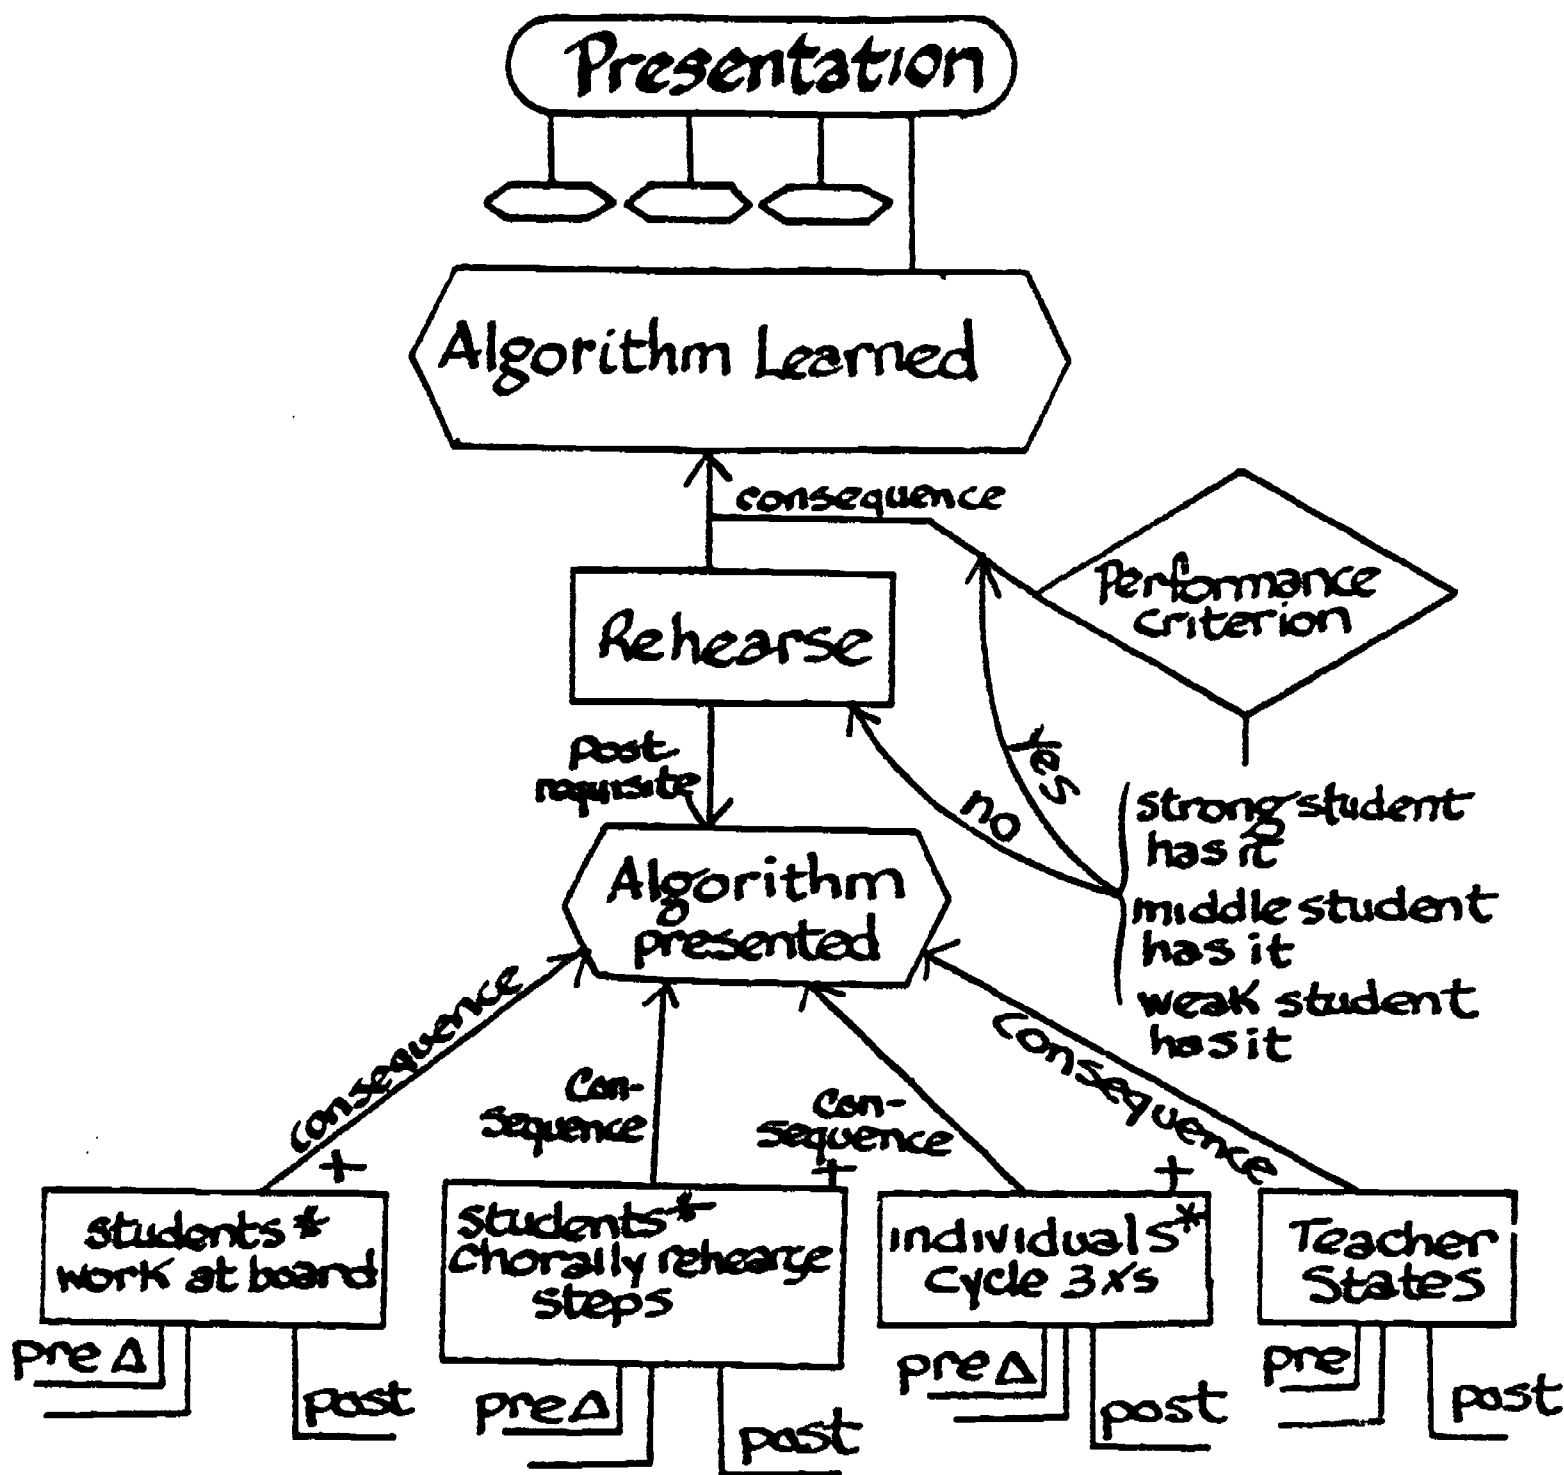 Presentation
Algorithm Learned
consequence
Performance
criterion
Rehearse
Post
requisite
yes
no
strong student
has it
middle student
has it
weak student
has it
Algorithm
presented
consequence
Con-
sequence
Con-
sequence
consequence
+
+
+
students*
work at board
students*
chorally rehearse
steps
individuals*
cycle 3xs
Teacher
States
pre Δ
post
pre Δ
post
pre Δ
post
pre
post